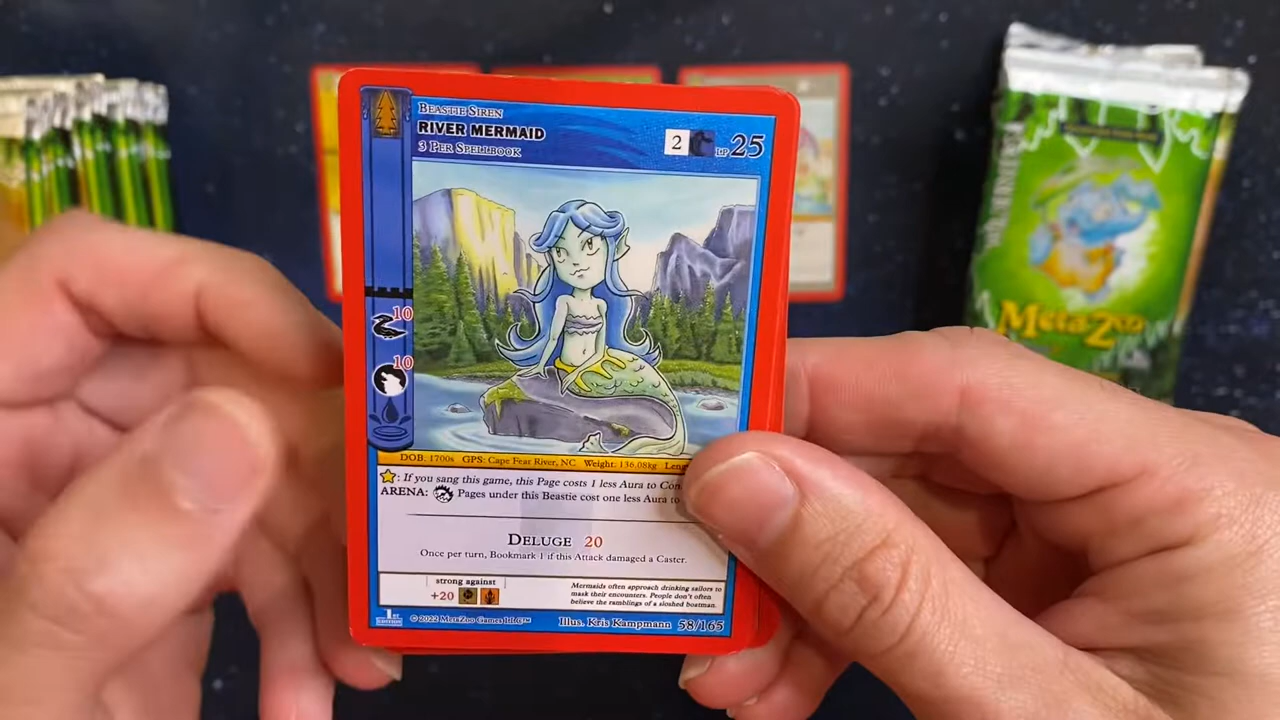 BEASTIE SIREN
RIVER MERMAID
3 PER SPELLBOOK
2
LP 25
10
10
DOB: 1700s GPS: Cape Fear River, NC Weight: 136.08kg
: If you sang this game, this Page costs 1 less Aura to
ARENA: Pages under this Beastie cost one less Aura to
DELUGE 20
Once per turn, Bookmark 1 if this Attack damaged a Caster.
strong against
+20
Mermaids often approach drinking sailors to
mask their encounters. People don't often
believe the ramblings of a sloshed boatman.
1st
EDITION
© 2022 MetaZoo Games LLC™
Illus. Kris Kampmann 58/165
MetaZoo